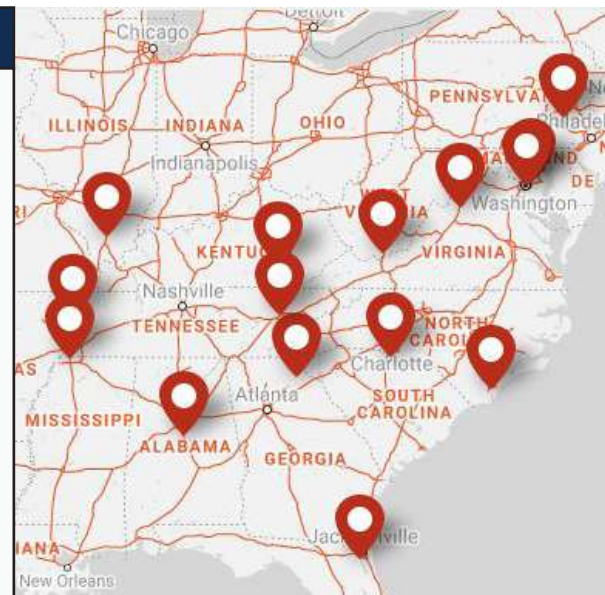 Detroit
Chicago
PENNSYLVA
Philadel
ILLINOIS
INDIANA
OHIO
Indianapolis
DE
Washington
VIRGINIA
KENTU
Nashville
TENNESSEE
NORTH
CAROL
Charlotte
AS
Atlanta
SOUTH
CAROLINA
MISSISSIPPI
ALABAMA
GEORGIA
Jac ville
IANA
New Orleans